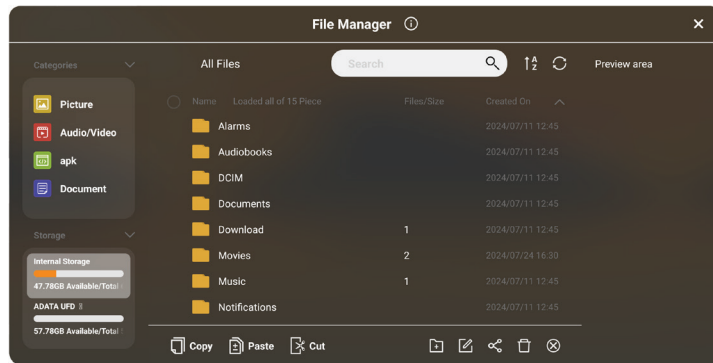 File Manager
Categories
All Files
Search
Preview area
Picture
Audio/Video
apk
Document
Storage
Internal Storage
47.78GB Available/Total
ADATA UFD
57.78GB Available/Total
Name Loaded all of 15 Piece Files/Size Created On
Alarms 2024/07/11 12:45
Audiobooks 2024/07/11 12:45
DCIM 2024/07/11 12:45
Documents 2024/07/11 12:45
Download 1 2024/07/11 12:45
Movies 2 2024/07/24 16:30
Music 1 2024/07/11 12:45
Notifications 2024/07/11 12:45
Copy Paste Cut